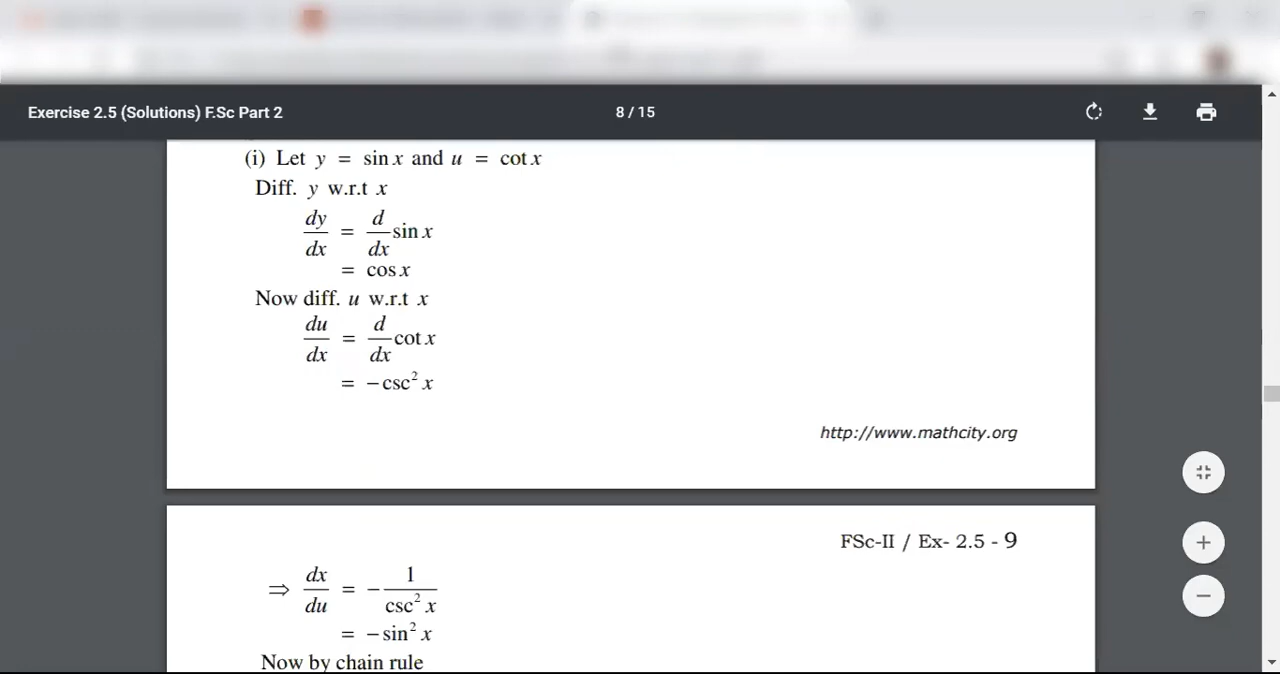 Exercise 2.5 (Solutions) F.Sc Part 2
8 / 15
(i) Let y = sin x and u = cot x
Diff. y w.r.t x
dy/dx = d/dx sin x
= cos x
Now diff. u w.r.t x
du/dx = d/dx cot x
= −csc² x
http://www.mathcity.org
FSc-II / Ex- 2.5 - 9
⇒ dx/du = − 1/csc² x
= −sin² x
Now by chain rule